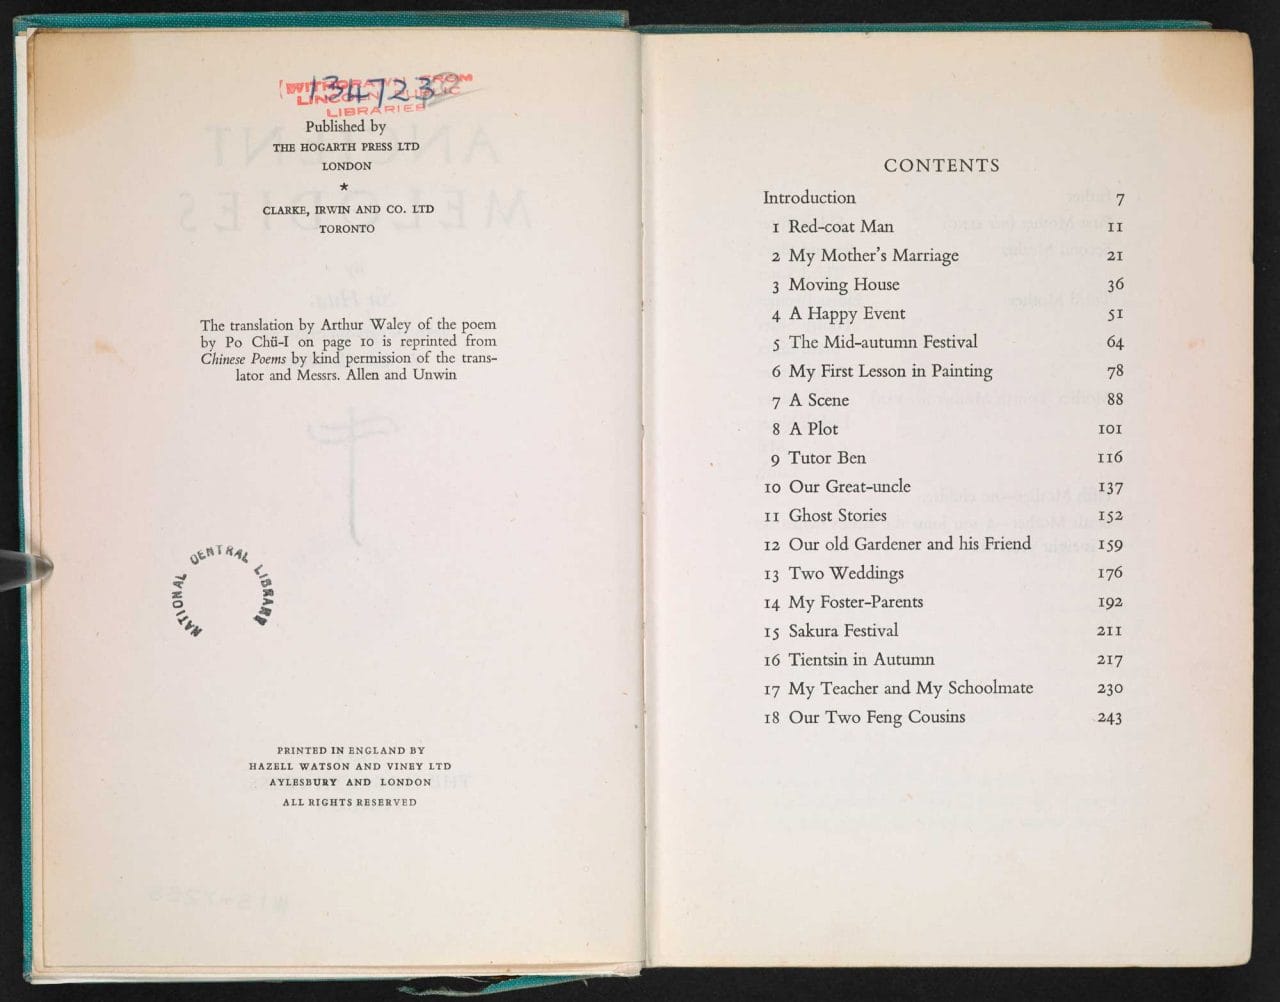 WITHDRAWN FROM
LINCOLN PUBLIC
LIBRARIES
134723
Published by
THE HOGARTH PRESS LTD
LONDON
*
CLARKE, IRWIN AND CO. LTD
TORONTO
The translation by Arthur Waley of the poem
by Po Chü-I on page 10 is reprinted from
Chinese Poems by kind permission of the trans-
lator and Messrs. Allen and Unwin
NATIONAL CENTRAL LIBRARY
PRINTED IN ENGLAND BY
HAZELL WATSON AND VINEY LTD
AYLESBURY AND LONDON
ALL RIGHTS RESERVED
CONTENTS
Introduction 7
1 Red-coat Man 11
2 My Mother's Marriage 21
3 Moving House 36
4 A Happy Event 51
5 The Mid-autumn Festival 64
6 My First Lesson in Painting 78
7 A Scene 88
8 A Plot 101
9 Tutor Ben 116
10 Our Great-uncle 137
11 Ghost Stories 152
12 Our old Gardener and his Friend 159
13 Two Weddings 176
14 My Foster-Parents 192
15 Sakura Festival 211
16 Tientsin in Autumn 217
17 My Teacher and My Schoolmate 230
18 Our Two Feng Cousins 243